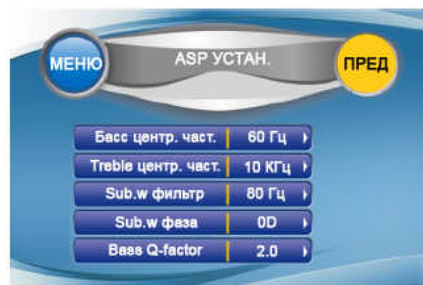 МЕНЮ
ASP УСТАН.
ПРЕД
Басс центр. част. 60 Гц
Treble центр. част. 10 КГц
Sub.w фильтр 80 Гц
Sub.w фаза 0D
Bass Q-factor 2.0